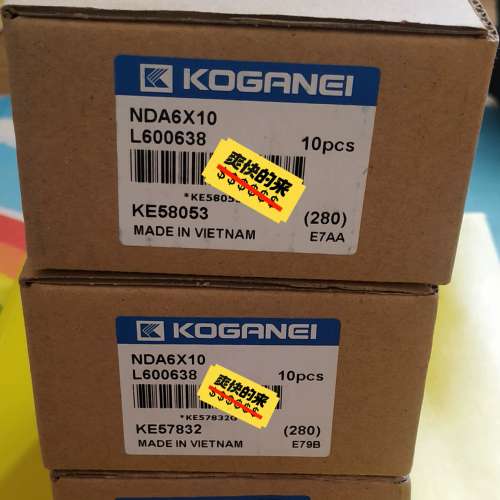 KOGANEI
NDA6X10
L600638 10pcs
爽快的来
$$$$$$
KE58053 (280)
MADE IN VIETNAM E7AA
KOGANEI
NDA6X10
L600638 10pcs
爽快的来
$$$$$$
*KE57832
KE57832 (280)
MADE IN VIETNAM E79B